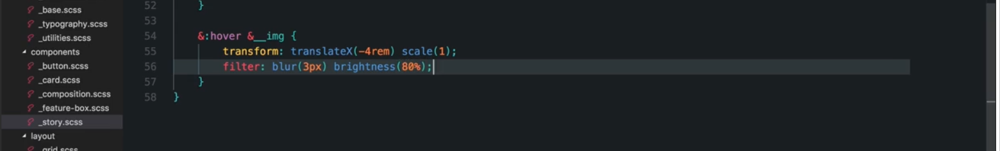 _base.scss
_typography.scss
_utilities.scss
components
_button.scss
_card.scss
_composition.scss
_feature-box.scss
_story.scss
layout
_grid.scss
52 }
53
54 &:hover &__img {
55 transform: translateX(-4rem) scale(1);
56 filter: blur(3px) brightness(80%);
57 }
58 }